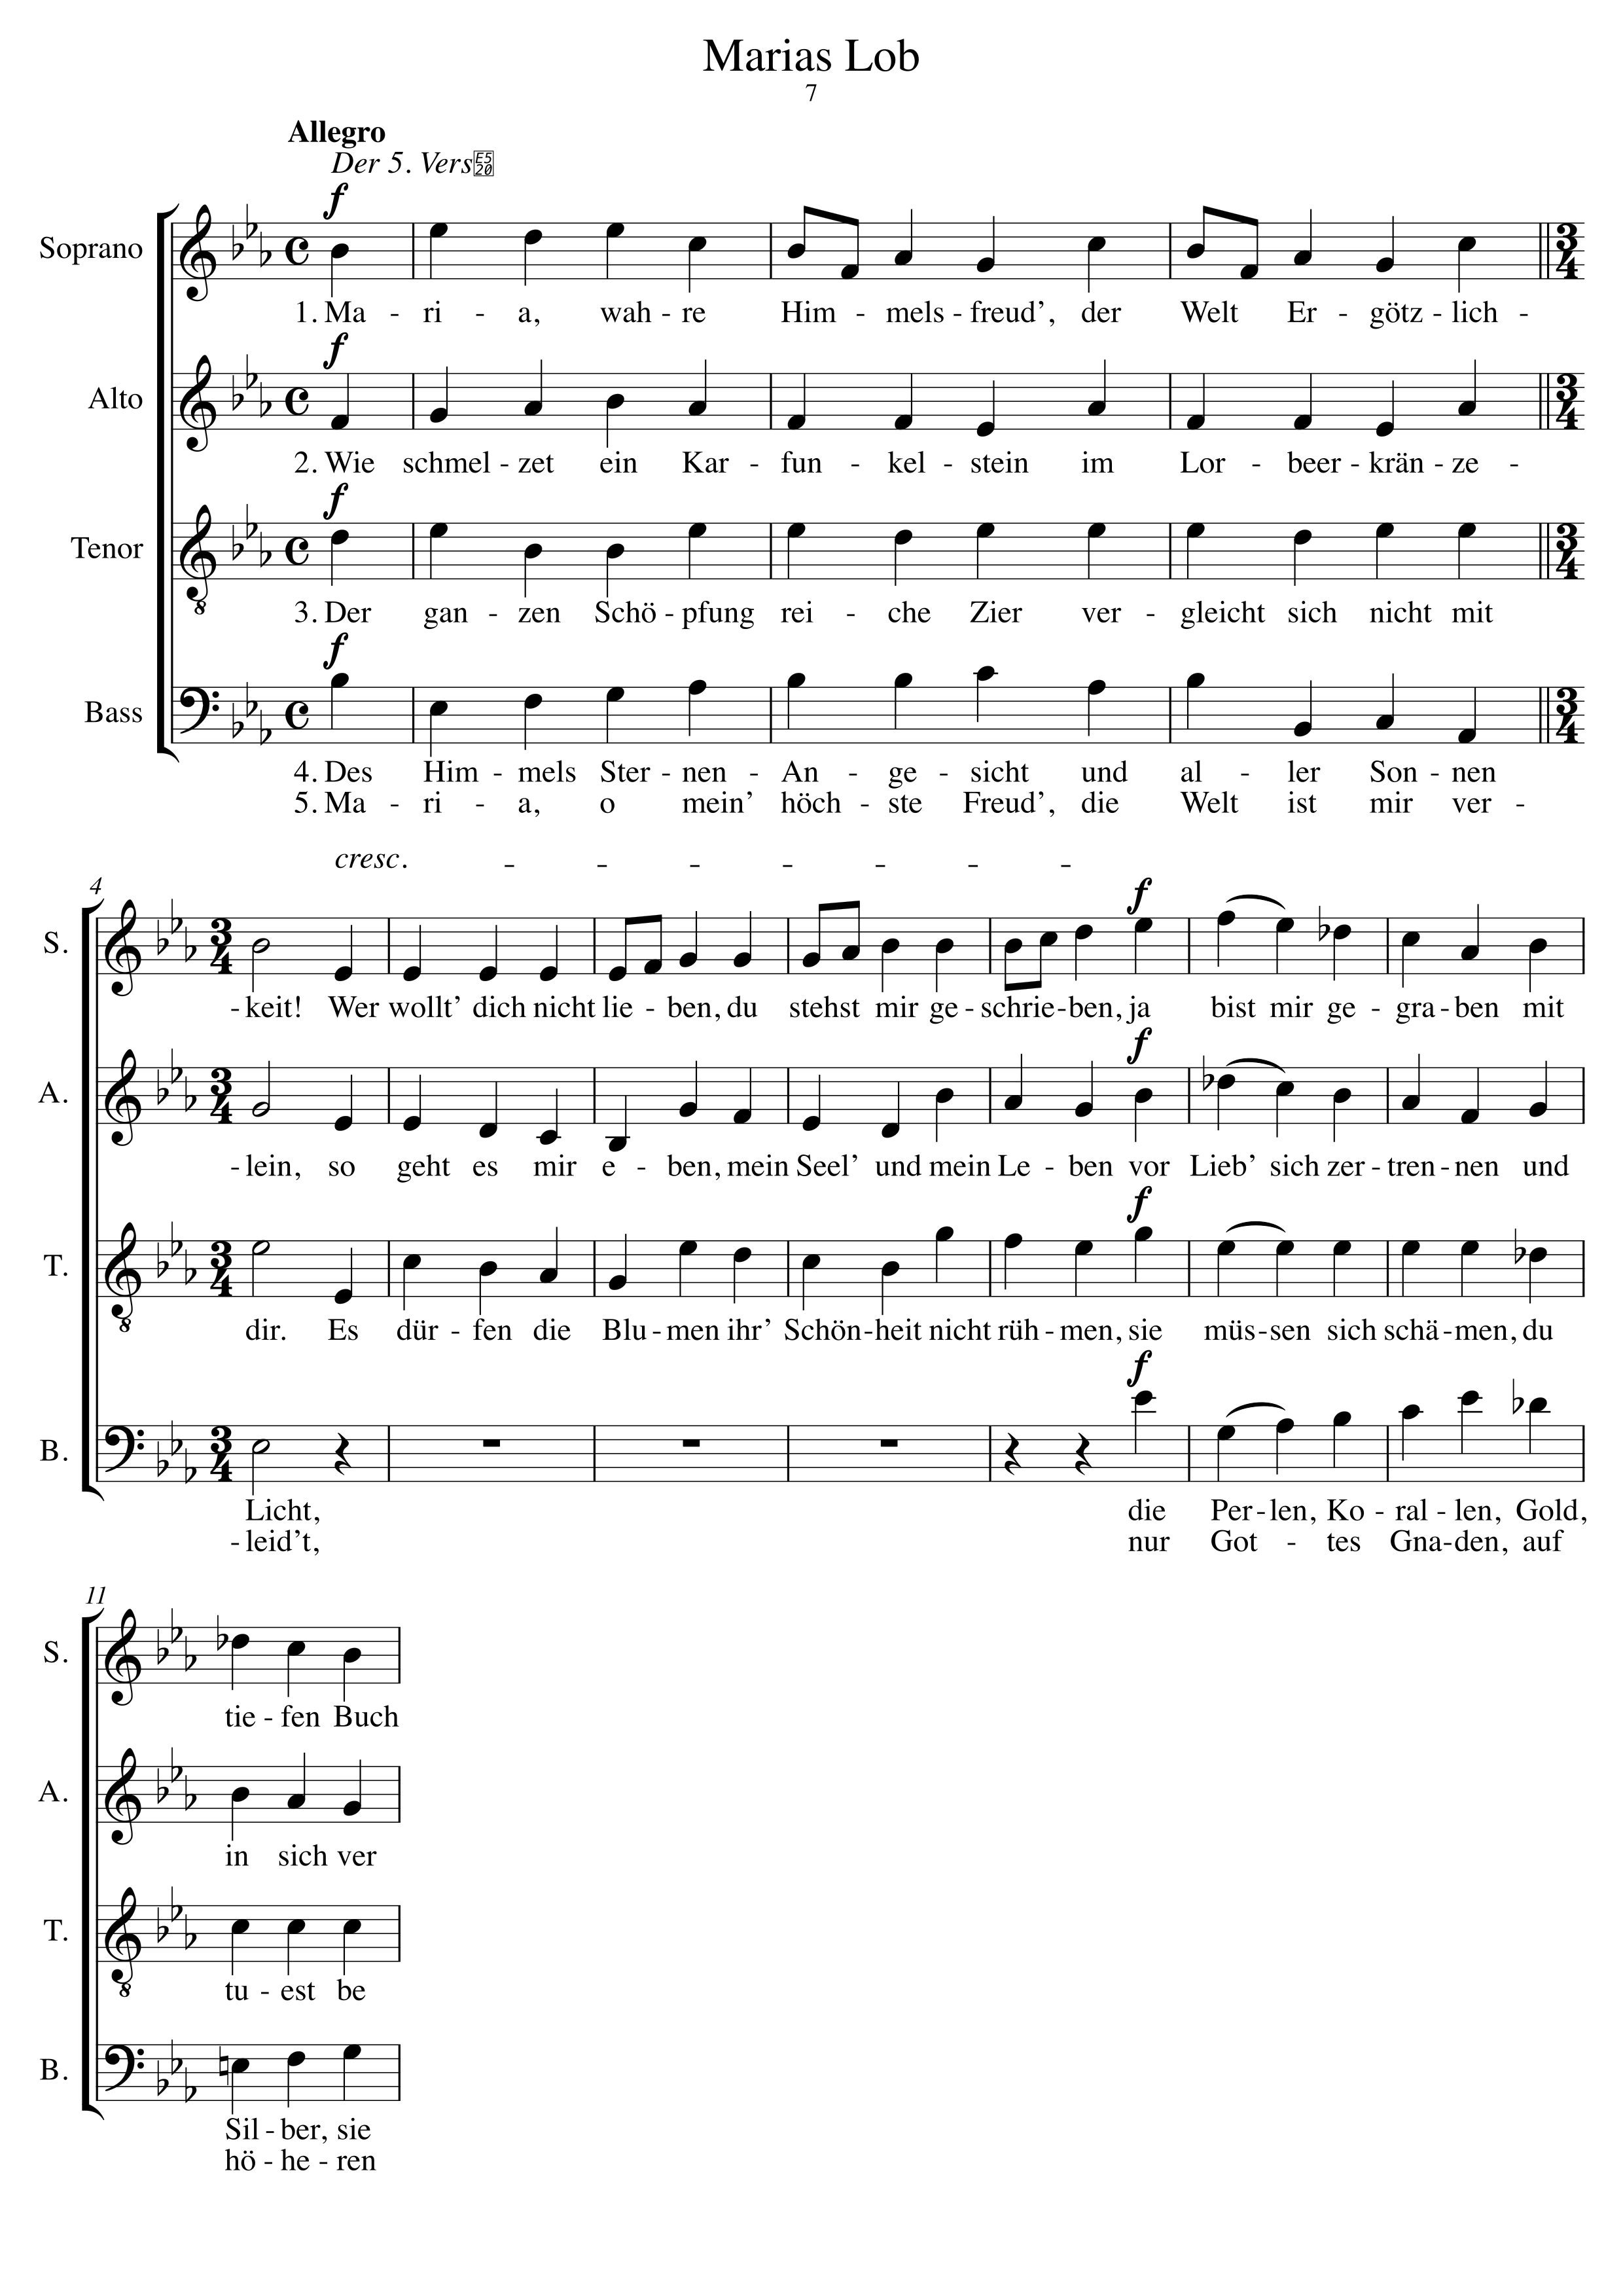 Marias Lob
7
Allegro
Der 5. Vers
f
Soprano
1. Ma - ri - a, wah - re Him - mels - freud', der Welt Er - götz - lich -
f
Alto
2. Wie schmel - zet ein Kar - fun - kel - stein im Lor - beer - krän - ze -
f
Tenor
3. Der gan - zen Schö - pfung rei - che Zier ver - gleicht sich nicht mit
f
Bass
4. Des Him - mels Ster - nen - An - ge - sicht und al - ler Son - nen
5. Ma - ri - a, o mein' höch - ste Freud', die Welt ist mir ver -
cresc.
4
f
S.
- keit! Wer wollt' dich nicht lie - ben, du stehst mir ge - schrie - ben, ja bist mir ge - gra - ben mit
f
A.
- lein, so geht es mir e - ben, mein Seel' und mein Le - ben vor Lieb' sich zer - tren - nen und
f
T.
dir. Es dür - fen die Blu - men ihr' Schön - heit nicht rüh - men, sie müs - sen sich schä - men, du
f
B.
Licht, die Per - len, Ko - ral - len, Gold,
- leid't, nur Got - tes Gna - den, auf
11
S.
tie - fen Buch
A.
in sich ver
T.
tu - est be
B.
Sil - ber, sie
hö - he - ren